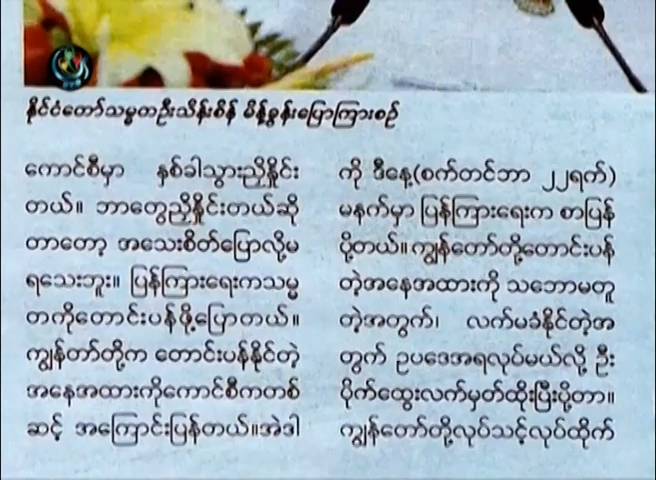 နိုင်ငံတော်သမ္မတဦးသိန်းစိန် မိန့်ခွန်းပြောကြားစဉ်
ကောင်စီမှာ နှစ်ခါသွားညှိနှိုင်း
တယ်။ ဘာတွေညှိနှိုင်းတယ်ဆို
တာတော့ အသေးစိတ်ပြောလို့မ
ရသေးဘူး။ ပြန်ကြားရေးကသမ္မ
တကိုတောင်းပန်ဖို့ပြောတယ်။
ကျွန်တော်တို့က တောင်းပန်နိုင်တဲ့
အနေအထားကိုကောင်စီကတစ်
ဆင့် အကြောင်းပြန်တယ်။အဲဒါ
ကို ဒီနေ့(စက်တင်ဘာ ၂၂ရက်)
မနက်မှာ ပြန်ကြားရေးက စာပြန်
ပို့တယ်။ ကျွန်တော်တို့တောင်းပန်
တဲ့အနေအထားကို သဘောမတူ
တဲ့အတွက်၊ လက်မခံနိုင်တဲ့အ
တွက် ဥပဒေအရလုပ်မယ်လို့ ဦး
ပိုက်ထွေးလက်မှတ်ထိုးပြီးပို့တာ။
ကျွန်တော်တို့လုပ်သင့်လုပ်ထိုက်